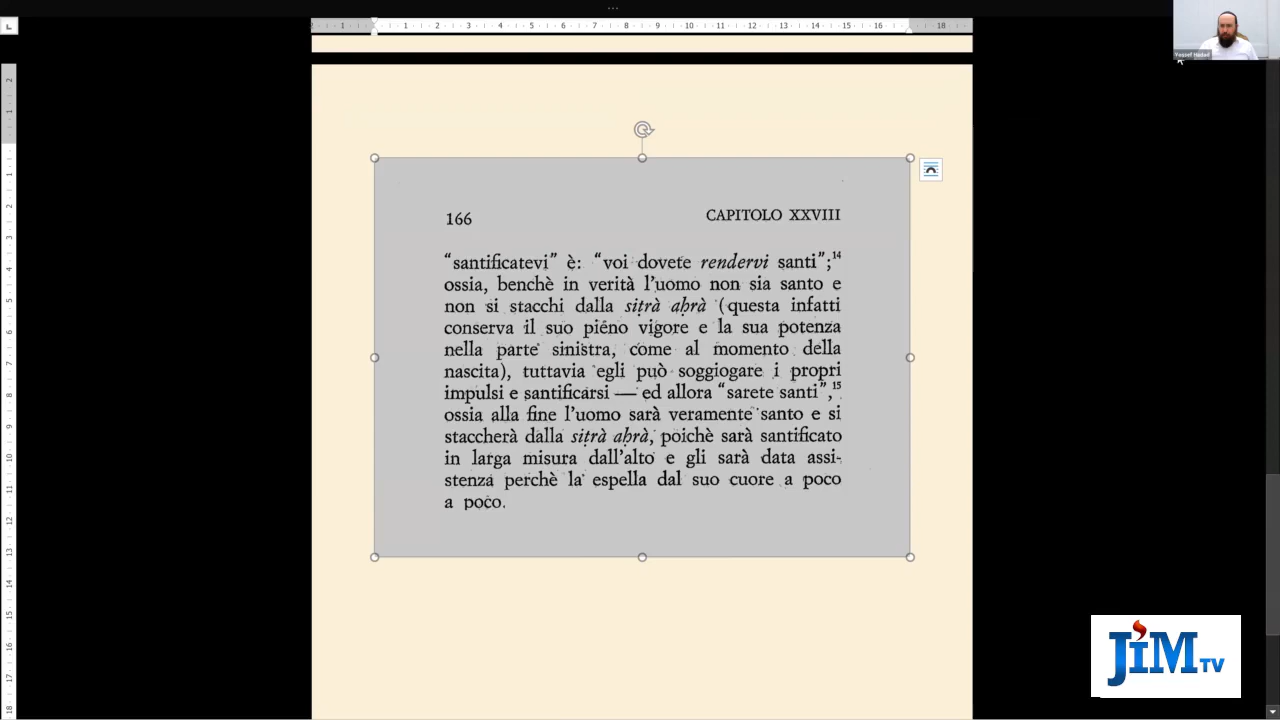 166
CAPITOLO XXVIII
“santificatevi” è: “voi dovete rendervi santi”;14
ossia, benchè in verità l’uomo non sia santo e
non si stacchi dalla siṭrà aḥrà (questa infatti
conserva il suo pieno vigore e la sua potenza
nella parte sinistra, come al momento della
nascita), tuttavia egli può soggiogare i propri
impulsi e santificarsi — ed allora “sarete santi”,15
ossia alla fine l’uomo sarà veramente santo e si
staccherà dalla siṭrà aḥrà, poichè sarà santificato
in larga misura dall’alto e gli sarà data assi-
stenza perchè la espella dal suo cuore a poco
a poco.
JiM TV